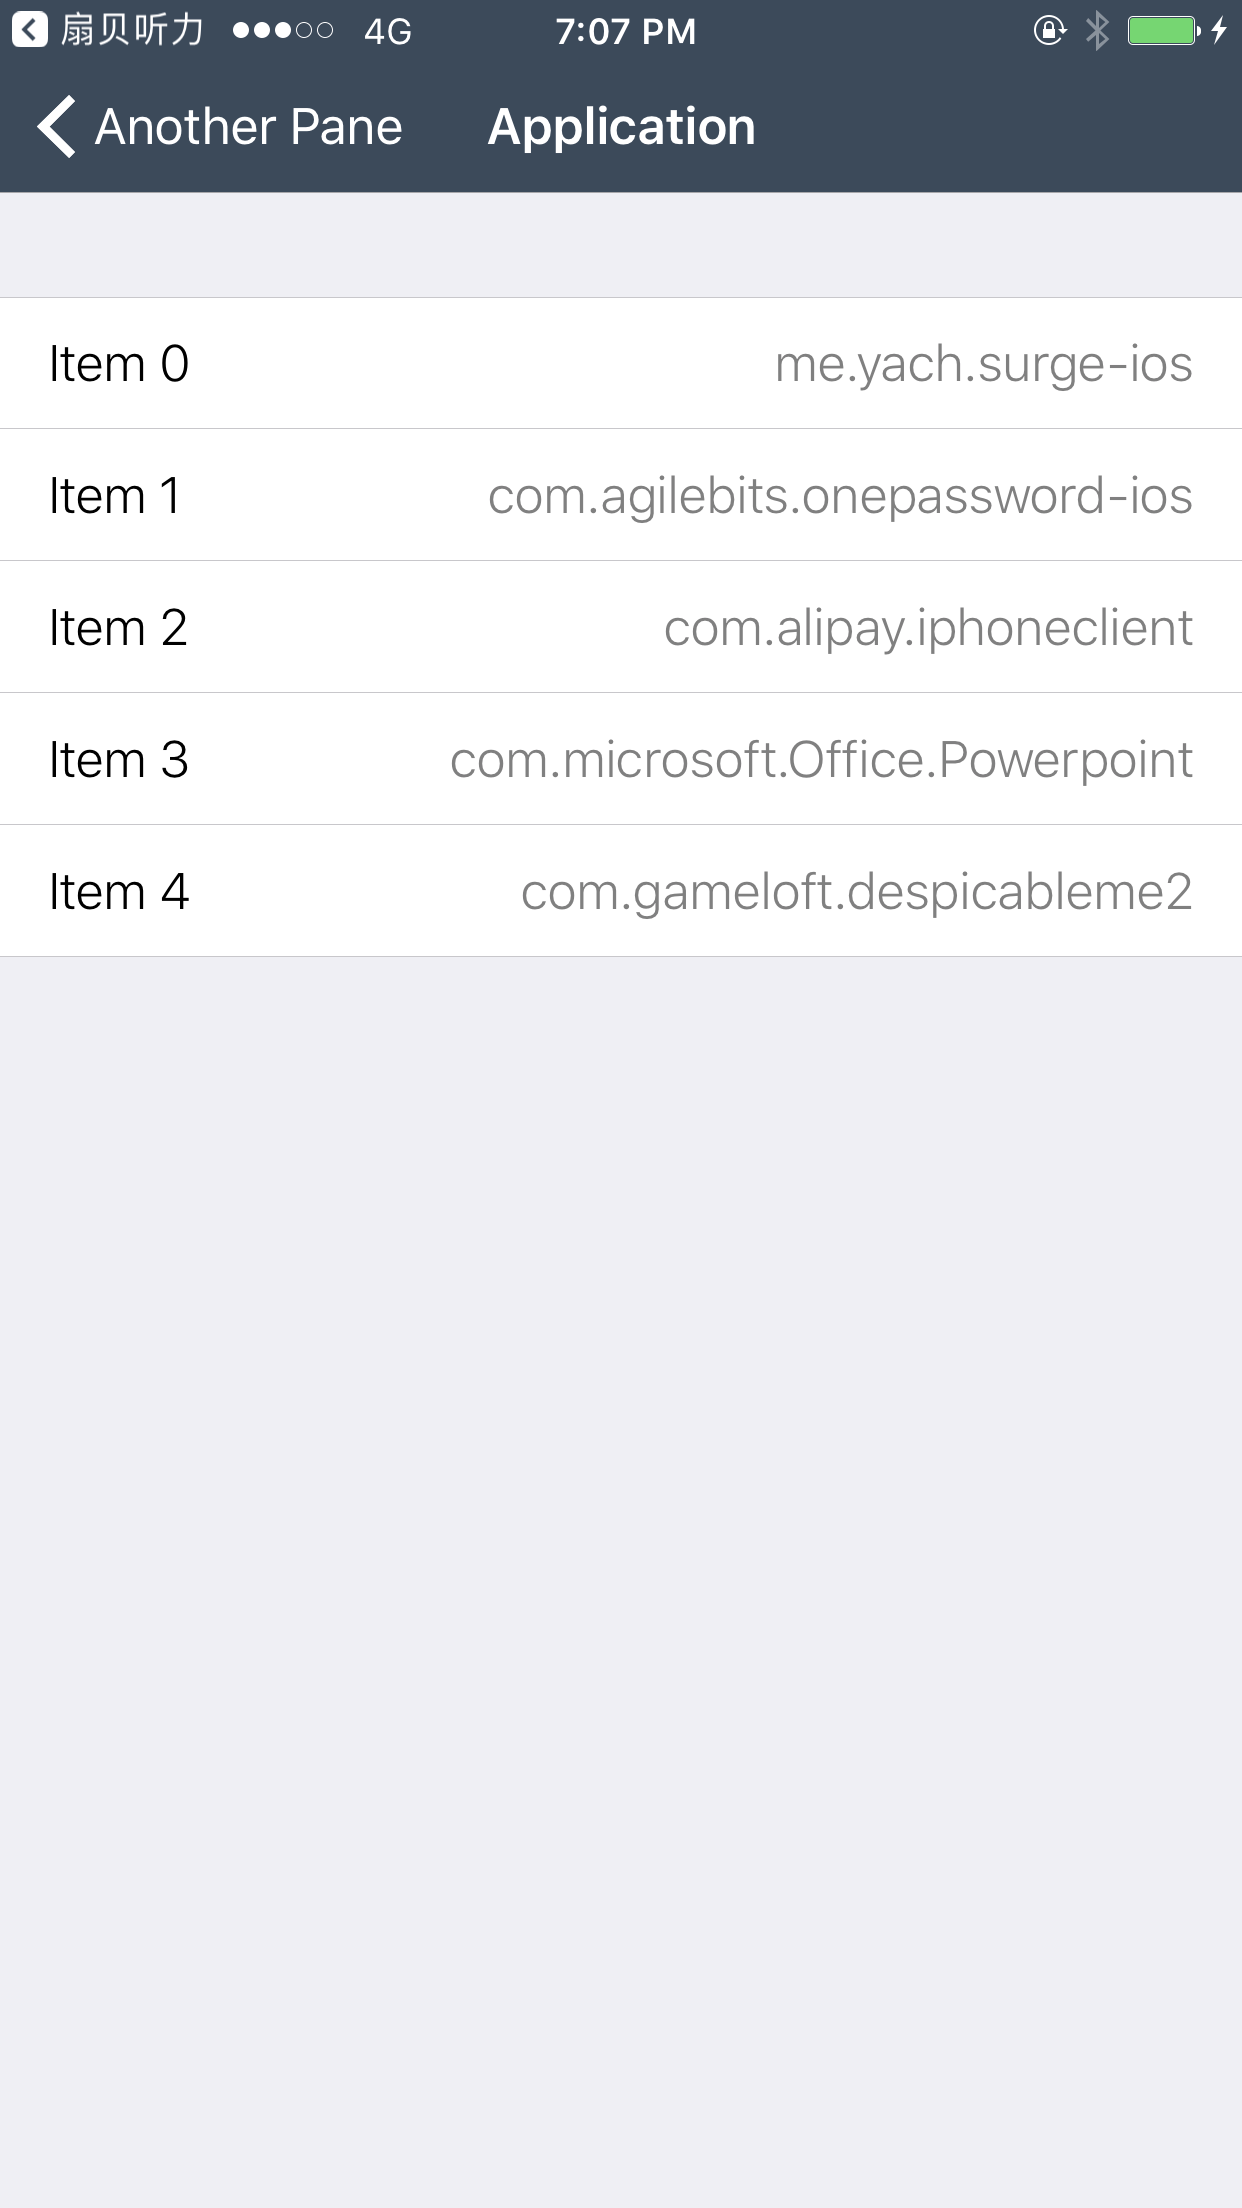 扇贝听力 4G 7:07 PM
Another Pane Application
Item 0 me.yach.surge-ios
Item 1 com.agilebits.onepassword-ios
Item 2 com.alipay.iphoneclient
Item 3 com.microsoft.Office.Powerpoint
Item 4 com.gameloft.despicableme2